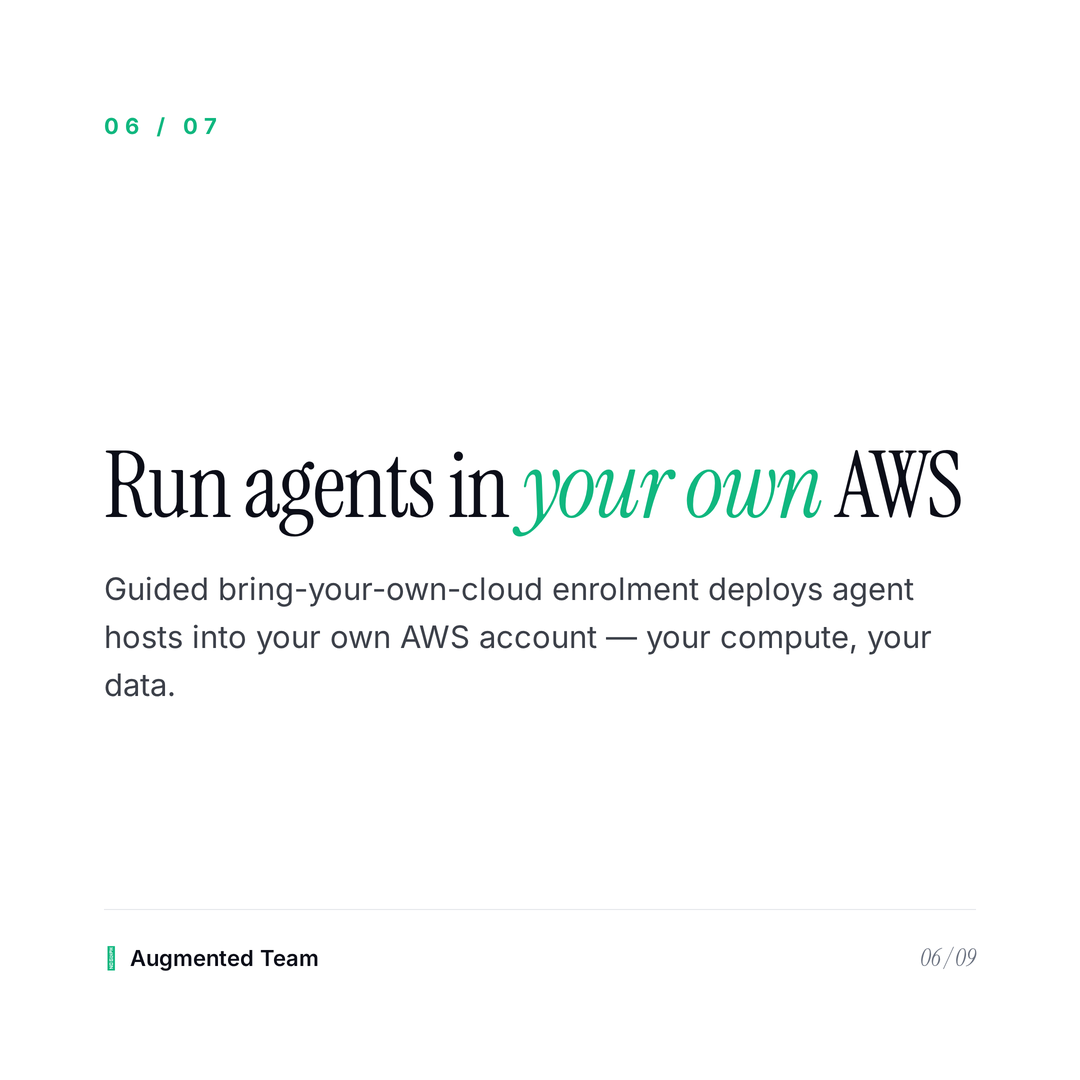 06 / 07
Run agents in your own AWS
Guided bring-your-own-cloud enrolment deploys agent
hosts into your own AWS account — your compute, your
data.
Augmented Team
06/09